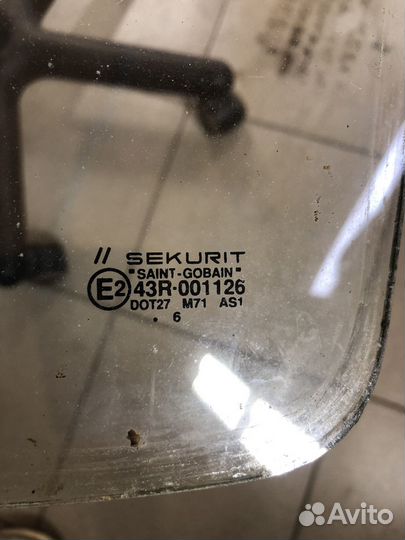 // SEKURIT
"SAINT-GOBAIN"
E2 43R-001126
DOT27 M71 AS1
. 6
Avito